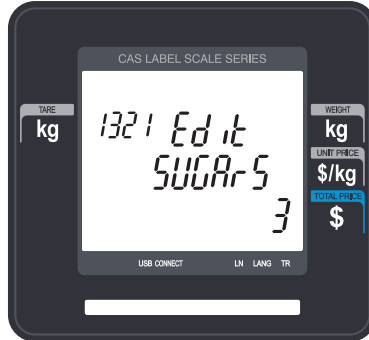 CAS LABEL SCALE SERIES
TARE
kg
1321 Edit
SUGArS
3
WEIGHT
kg
UNIT PRICE
$/kg
TOTAL PRICE
$
USB CONNECT LN LANG TR